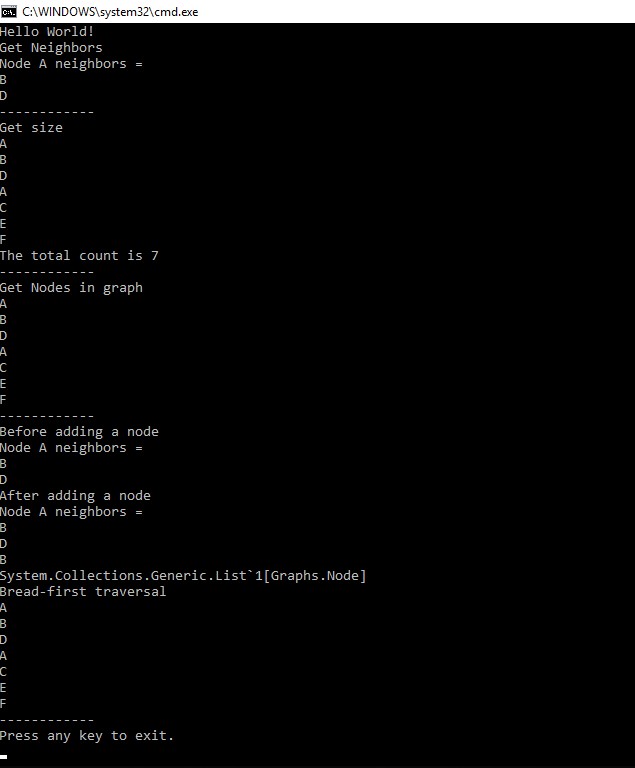 C:\WINDOWS\system32\cmd.exe
Hello World!
Get Neighbors
Node A neighbors =
B
D
------------
Get size
A
B
D
A
C
E
F
The total count is 7
------------
Get Nodes in graph
A
B
D
A
C
E
F
------------
Before adding a node
Node A neighbors =
B
D
After adding a node
Node A neighbors =
B
D
B
System.Collections.Generic.List`1[Graphs.Node]
Bread-first traversal
A
B
D
A
C
E
F
------------
Press any key to exit.